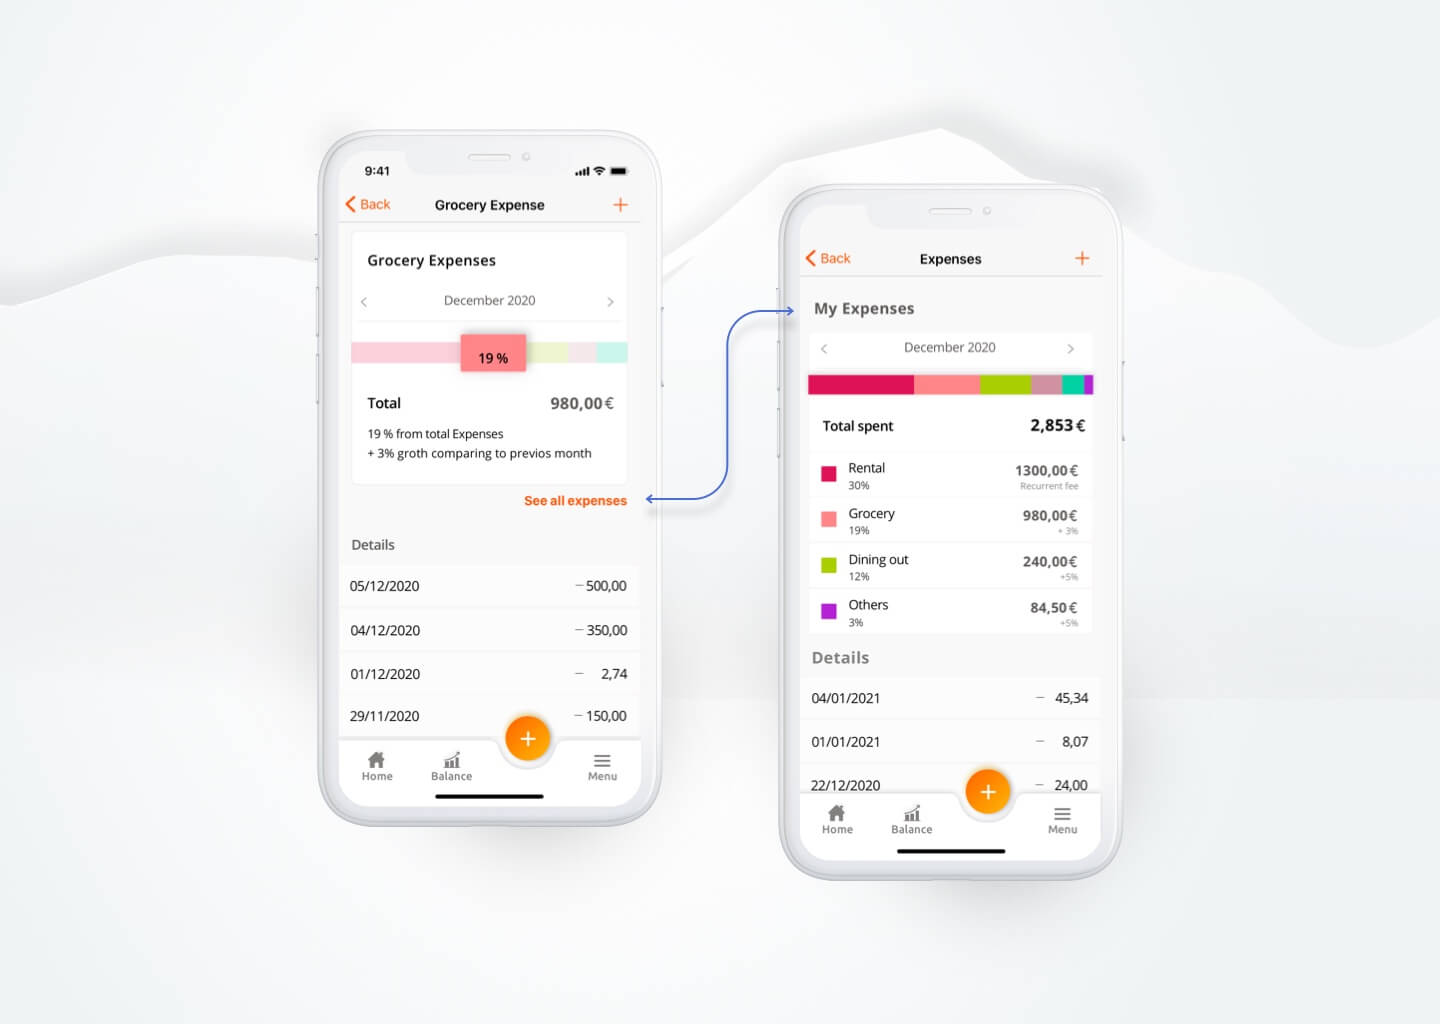 9:41
Back
Grocery Expense
+
Grocery Expenses
December 2020
19 %
Total 980,00 €
19 % from total Expenses
+ 3% groth comparing to previos month
See all expenses
Details
05/12/2020 – 500,00
04/12/2020 – 350,00
01/12/2020 – 2,74
29/11/2020 – 150,00
+
Home
Balance
Menu
Back
Expenses
+
My Expenses
December 2020
Total spent 2,853 €
Rental 1300,00 €
30% Recurrent fee
Grocery 980,00 €
19% + 3%
Dining out 240,00 €
12% +5%
Others 84,50 €
3% +5%
Details
04/01/2021 – 45,34
01/01/2021 – 8,07
22/12/2020 – 24,00
+
Home
Balance
Menu